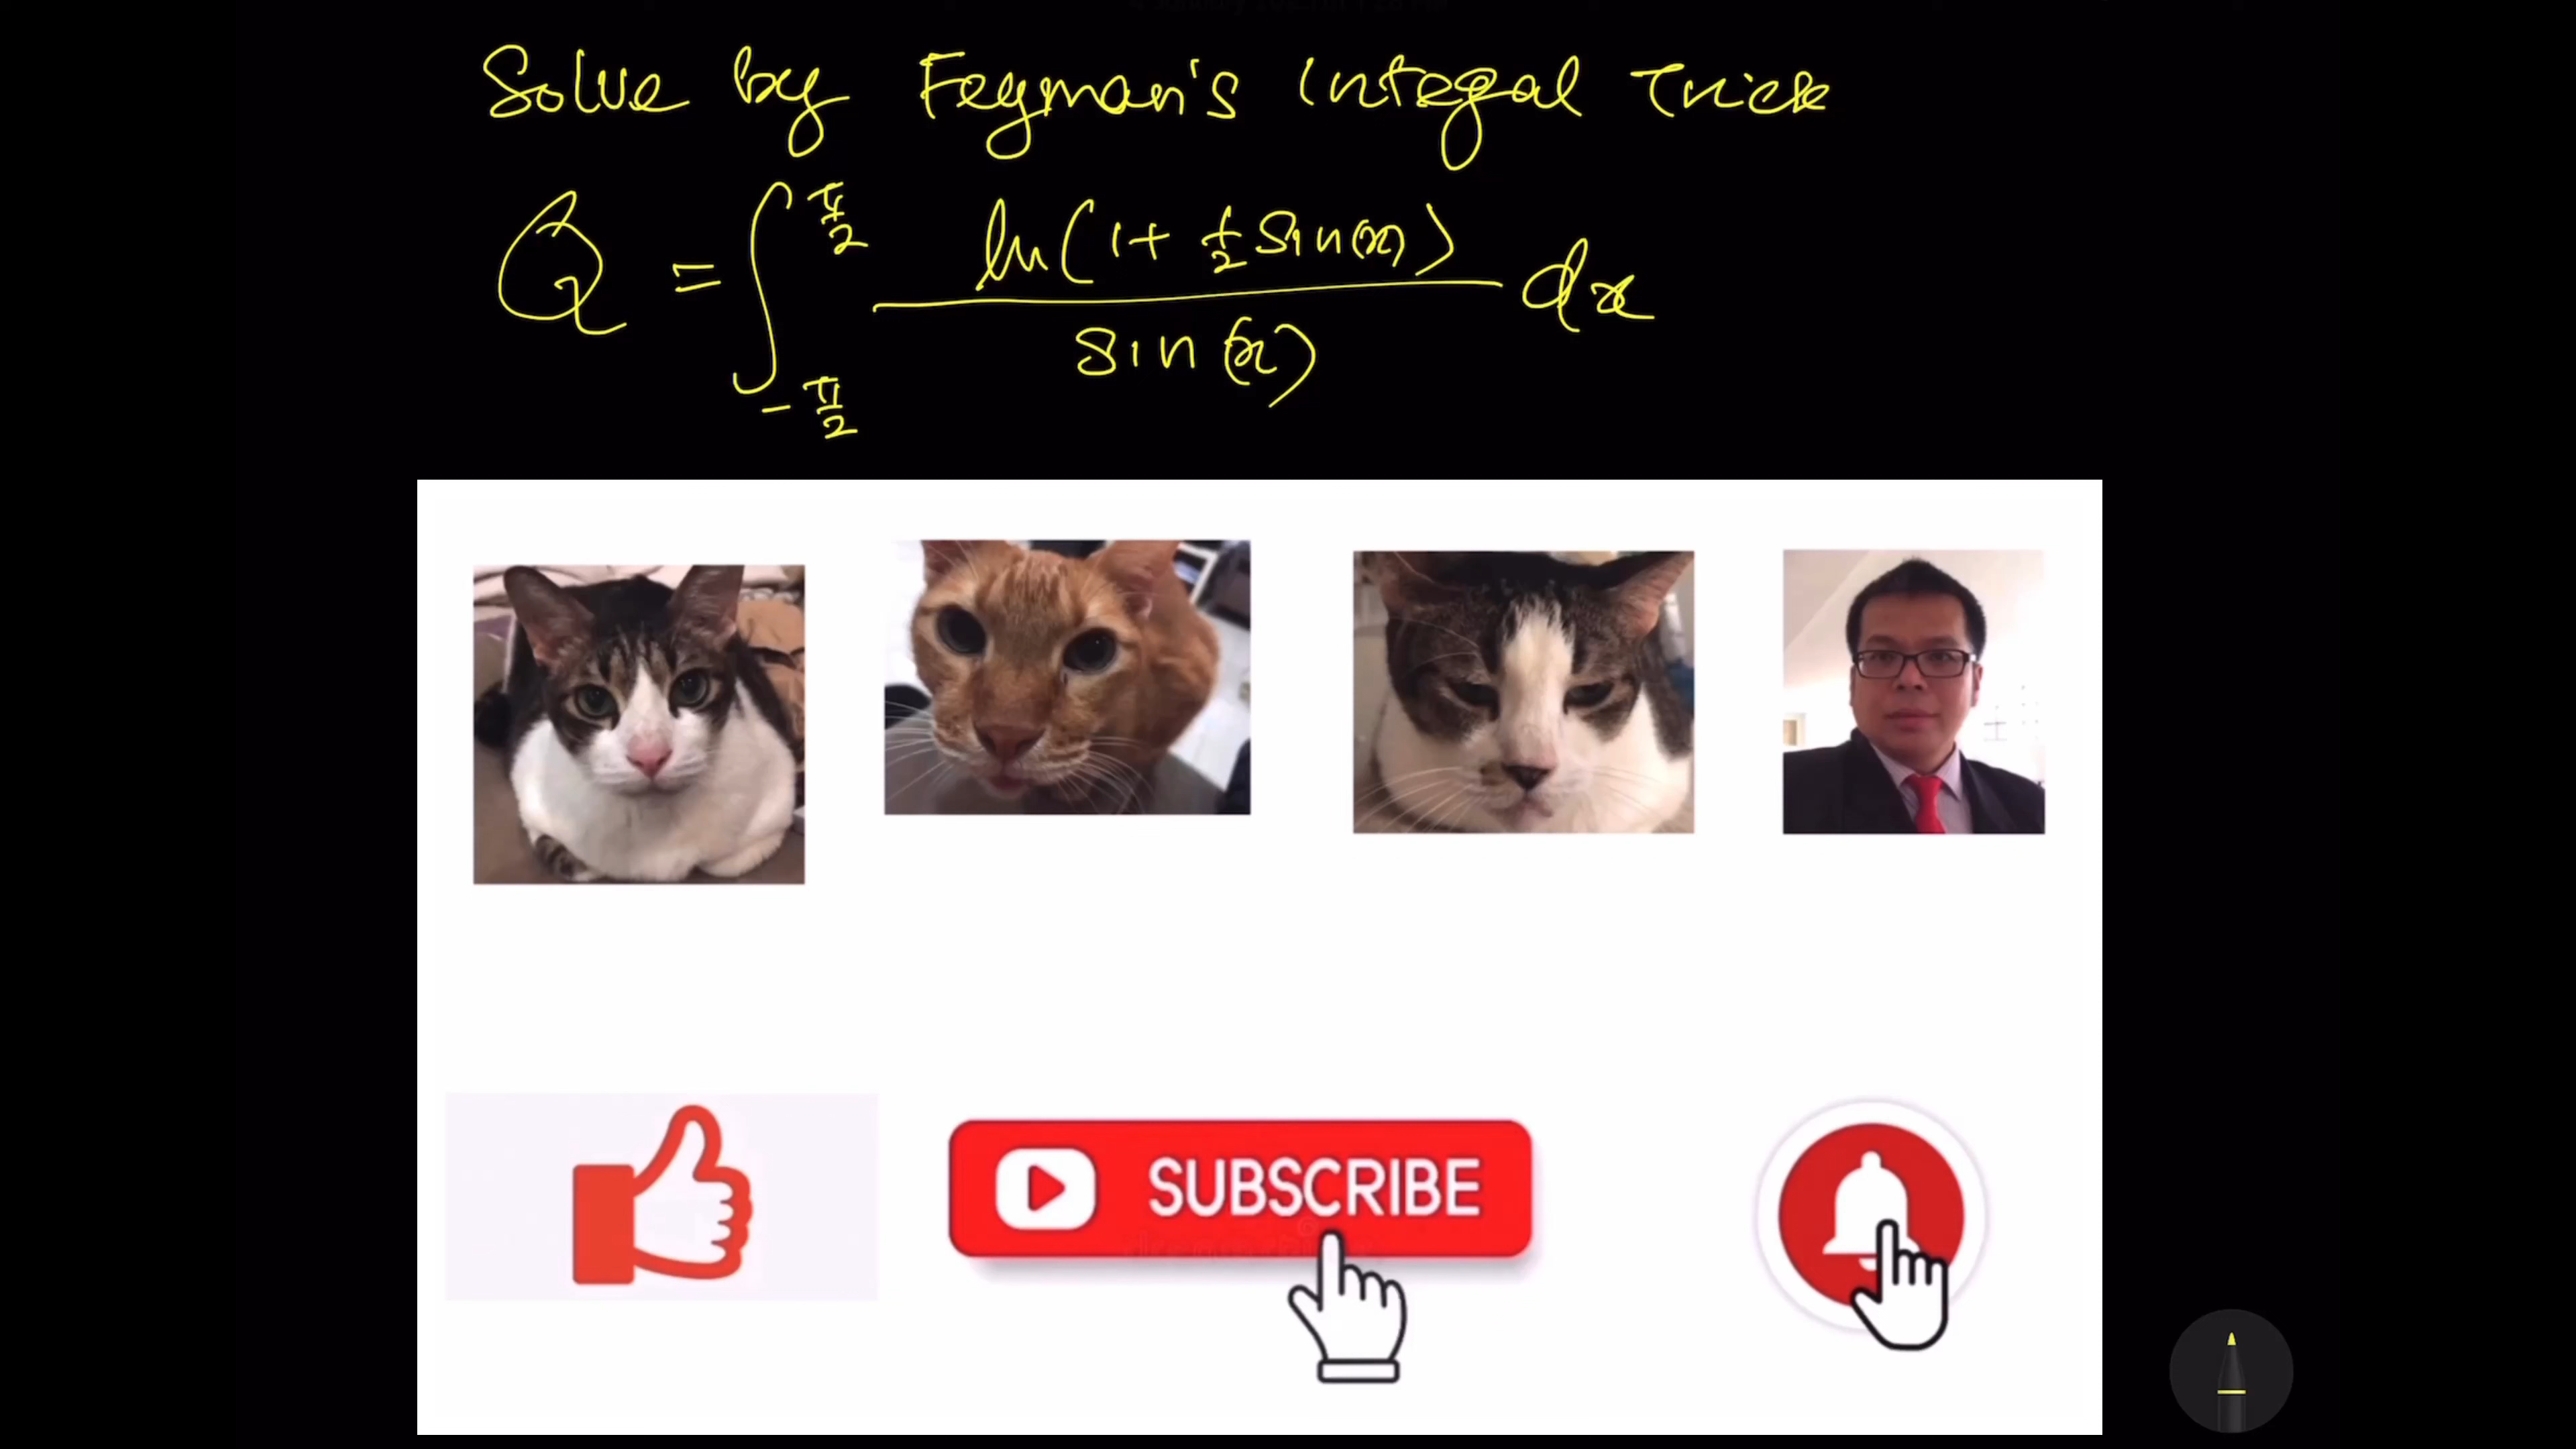 Solve by Feyman's integral Trick
Q = ∫_{-π/2}^{π/2} ln(1 + 1/2 sin(x)) / sin(x) dx
SUBSCRIBE